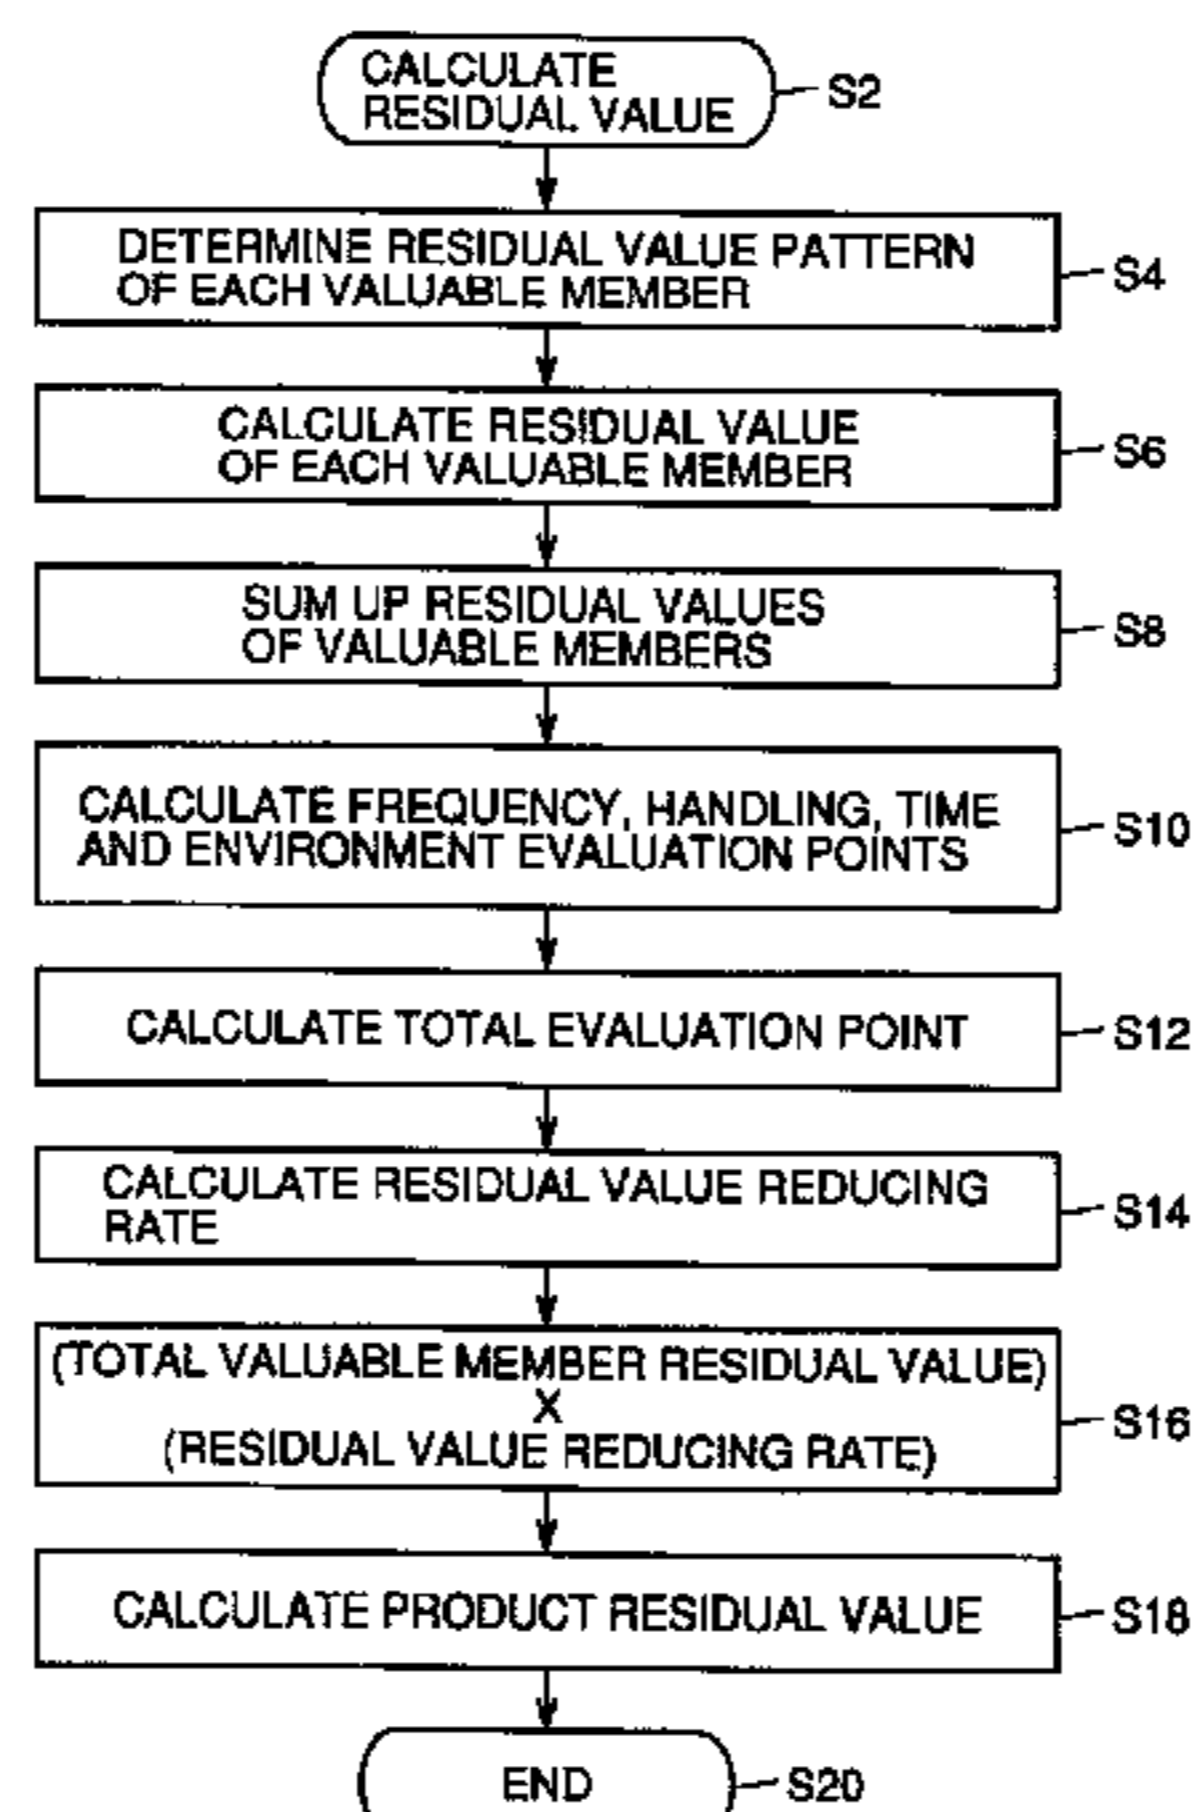 CALCULATE
RESIDUAL VALUE
S2
DETERMINE RESIDUAL VALUE PATTERN
OF EACH VALUABLE MEMBER
S4
CALCULATE RESIDUAL VALUE
OF EACH VALUABLE MEMBER
S6
SUM UP RESIDUAL VALUES
OF VALUABLE MEMBERS
S8
CALCULATE FREQUENCY, HANDLING, TIME
AND ENVIRONMENT EVALUATION POINTS
S10
CALCULATE TOTAL EVALUATION POINT
S12
CALCULATE RESIDUAL VALUE REDUCING
RATE
S14
(TOTAL VALUABLE MEMBER RESIDUAL VALUE)
X
(RESIDUAL VALUE REDUCING RATE)
S16
CALCULATE PRODUCT RESIDUAL VALUE
S18
END
S20